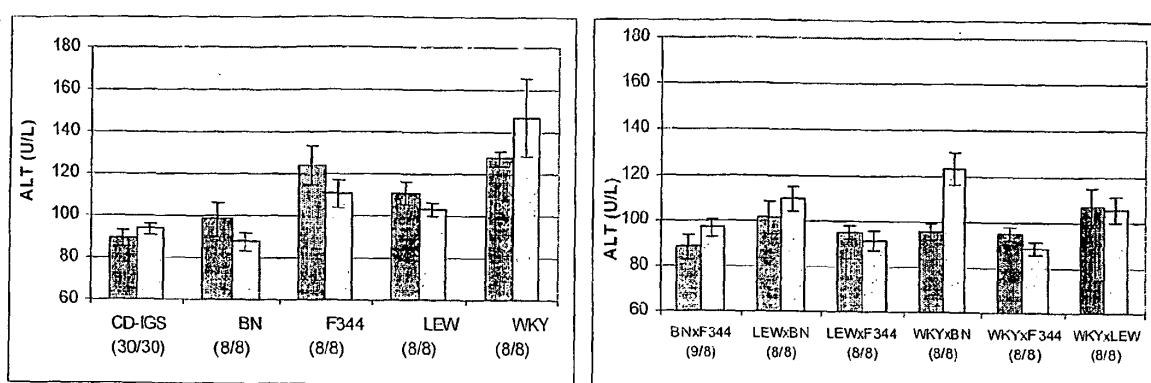 180
160
140
120
100
80
60
ALT (U/L)
CD-IGS BN F344 LEW WKY
(30/30) (8/8) (8/8) (8/8) (8/8)
180
160
140
120
100
80
60
ALT (U/L)
BNxF344 LEWxBN LEWxF344 WKYxBN WKYxF344 WKYxLEW
(9/8) (8/8) (8/8) (8/8) (8/8) (8/8)